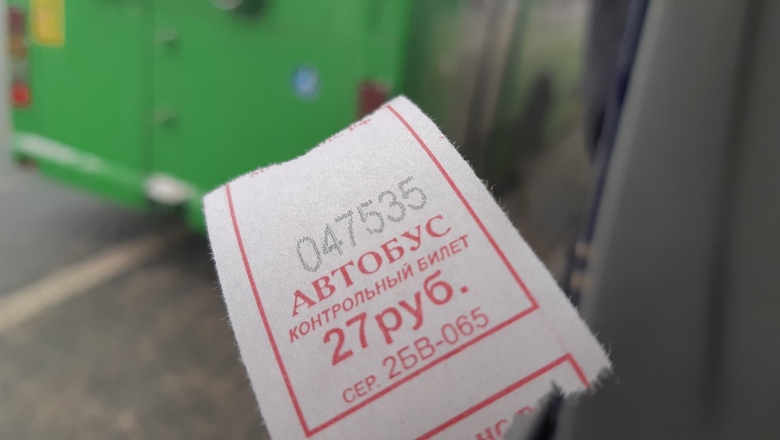 047535
АВТОБУС
КОНТРОЛЬНЫЙ БИЛЕТ
27руб.
СЕР. 2БВ-065